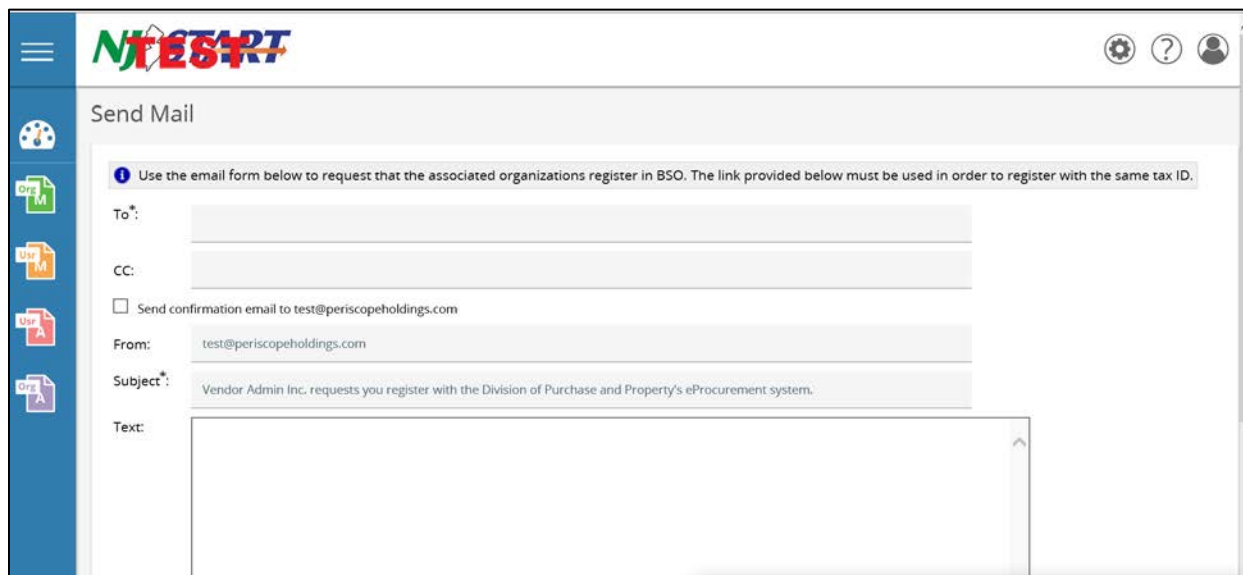 NJ START
TEST
Send Mail
Use the email form below to request that the associated organizations register in BSO. The link provided below must be used in order to register with the same tax ID.
To*:
CC:
Send confirmation email to test@periscopeholdings.com
From: test@periscopeholdings.com
Subject*: Vendor Admin Inc. requests you register with the Division of Purchase and Property's eProcurement system.
Text:
Org
M
Usr
M
Usr
A
Org
A